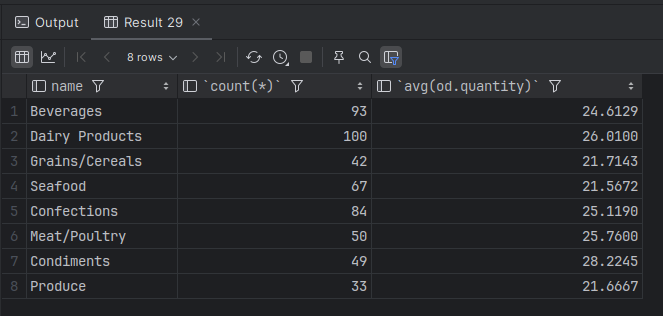 Output Result 29 ×
8 rows
name `count(*)` `avg(od.quantity)`
1 Beverages 93 24.6129
2 Dairy Products 100 26.0100
3 Grains/Cereals 42 21.7143
4 Seafood 67 21.5672
5 Confections 84 25.1190
6 Meat/Poultry 50 25.7600
7 Condiments 49 28.2245
8 Produce 33 21.6667